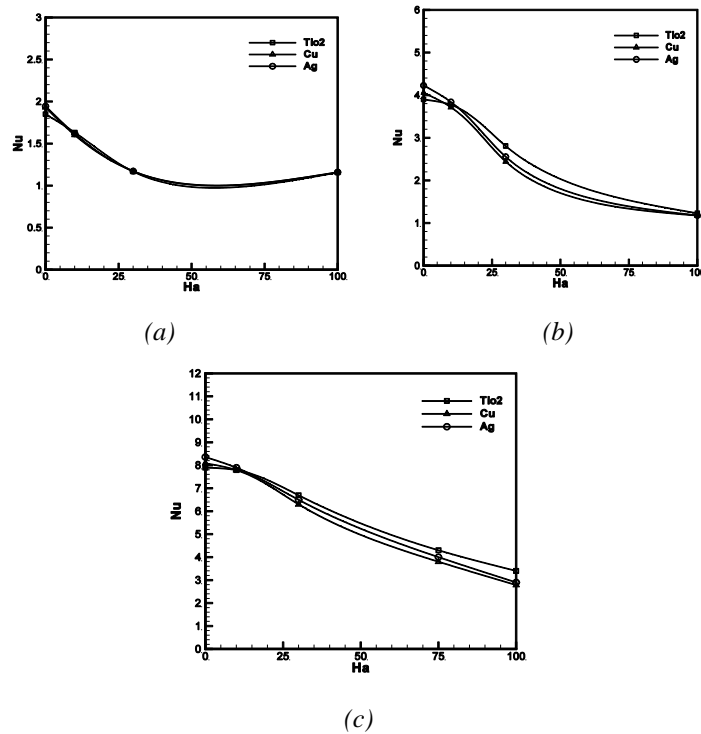 3
2.5
2
1.5
1
0.5
0
Nu
Tio2
Cu
Ag
0. 25. 50. 75. 100.
Ha
(a)
6
5
4.
3.
2
1.
0.
Nu
Tio2
Cu
Ag
0. 25. 50. 75. 100
Ha
(b)
12
11
10
9.
8.
7.
6.
5.
4.
3.
2.
1.
0.
Nu
Tio2
Cu
Ag
0. 25. 50. 75. 100.
Ha
(c)